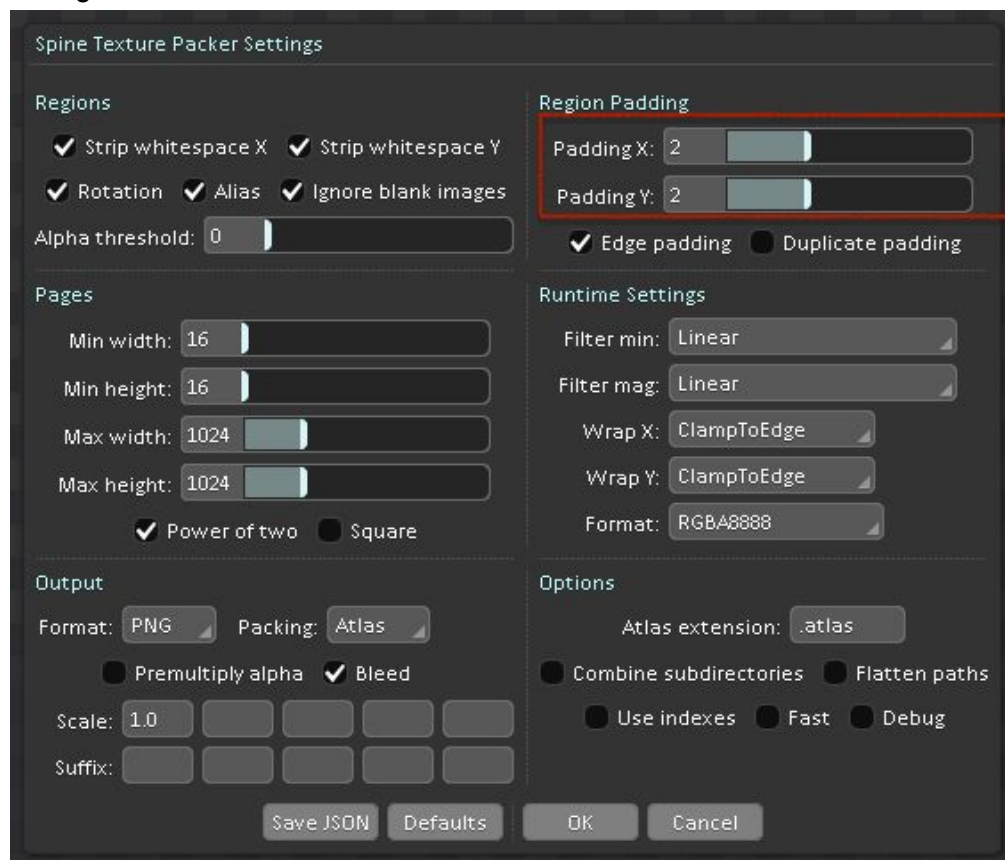 Spine Texture Packer Settings
Regions
Strip whitespace X Strip whitespace Y
Rotation Alias Ignore blank images
Alpha threshold: 0
Region Padding
Padding X: 2
Padding Y: 2
Edge padding Duplicate padding
Pages
Min width: 16
Min height: 16
Max width: 1024
Max height: 1024
Power of two Square
Runtime Settings
Filter min: Linear
Filter mag: Linear
Wrap X: ClampToEdge
Wrap Y: ClampToEdge
Format: RGBA8888
Output
Format: PNG Packing: Atlas
Premultiply alpha Bleed
Scale: 1.0
Suffix:
Options
Atlas extension: .atlas
Combine subdirectories Flatten paths
Use indexes Fast Debug
Save JSON Defaults OK Cancel